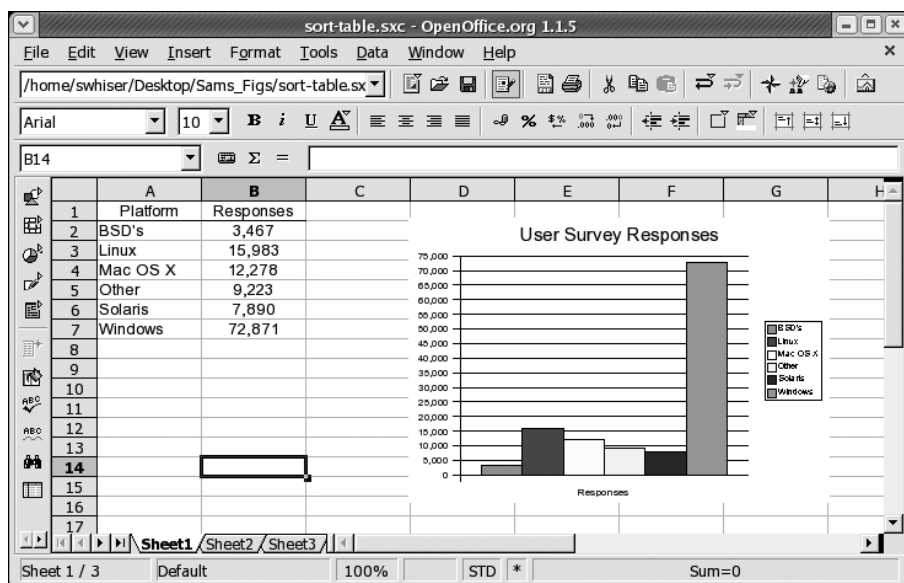 sort-table.sxc - OpenOffice.org 1.1.5
File Edit View Insert Format Tools Data Window Help
/home/swhiser/Desktop/Sams_Figs/sort-table.sx
Arial 10 B i U A
B14 Σ =
A B C D E F G H
1 Platform Responses
2 BSD's 3,467
3 Linux 15,983
4 Mac OS X 12,278
5 Other 9,223
6 Solaris 7,890
7 Windows 72,871
8
9
10
11
12
13
14
15
16
17
User Survey Responses
75,000
70,000
65,000
60,000
55,000
50,000
45,000
40,000
35,000
30,000
25,000
20,000
15,000
10,000
5,000
0
Responses
BSD's
Linux
Mac OS X
Other
Solaris
Windows
Sheet1 Sheet2 Sheet3
Sheet 1 / 3 Default 100% STD * Sum=0